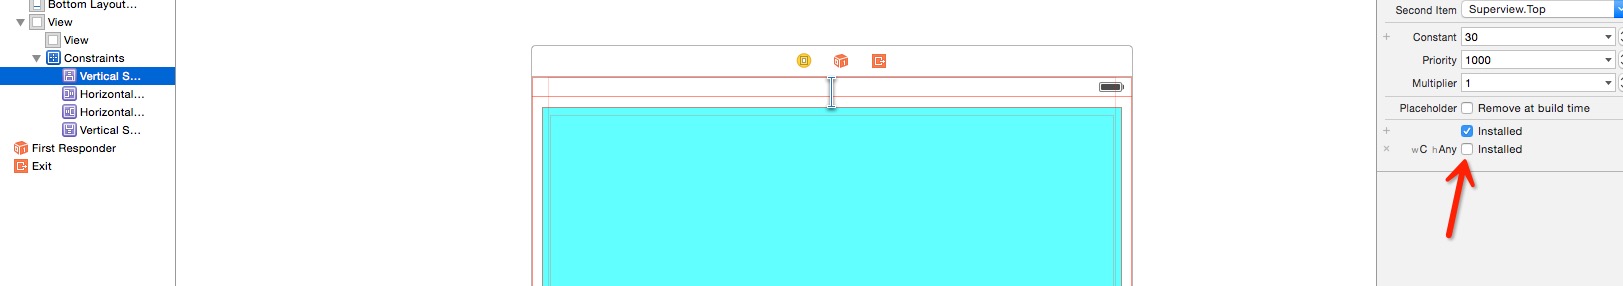 Bottom Layout...
View
View
Constraints
Vertical S...
Horizontal...
Horizontal...
Vertical S...
First Responder
Exit
Second Item Superview.Top
Constant 30
Priority 1000
Multiplier 1
Placeholder Remove at build time
+ Installed
× wC hAny Installed